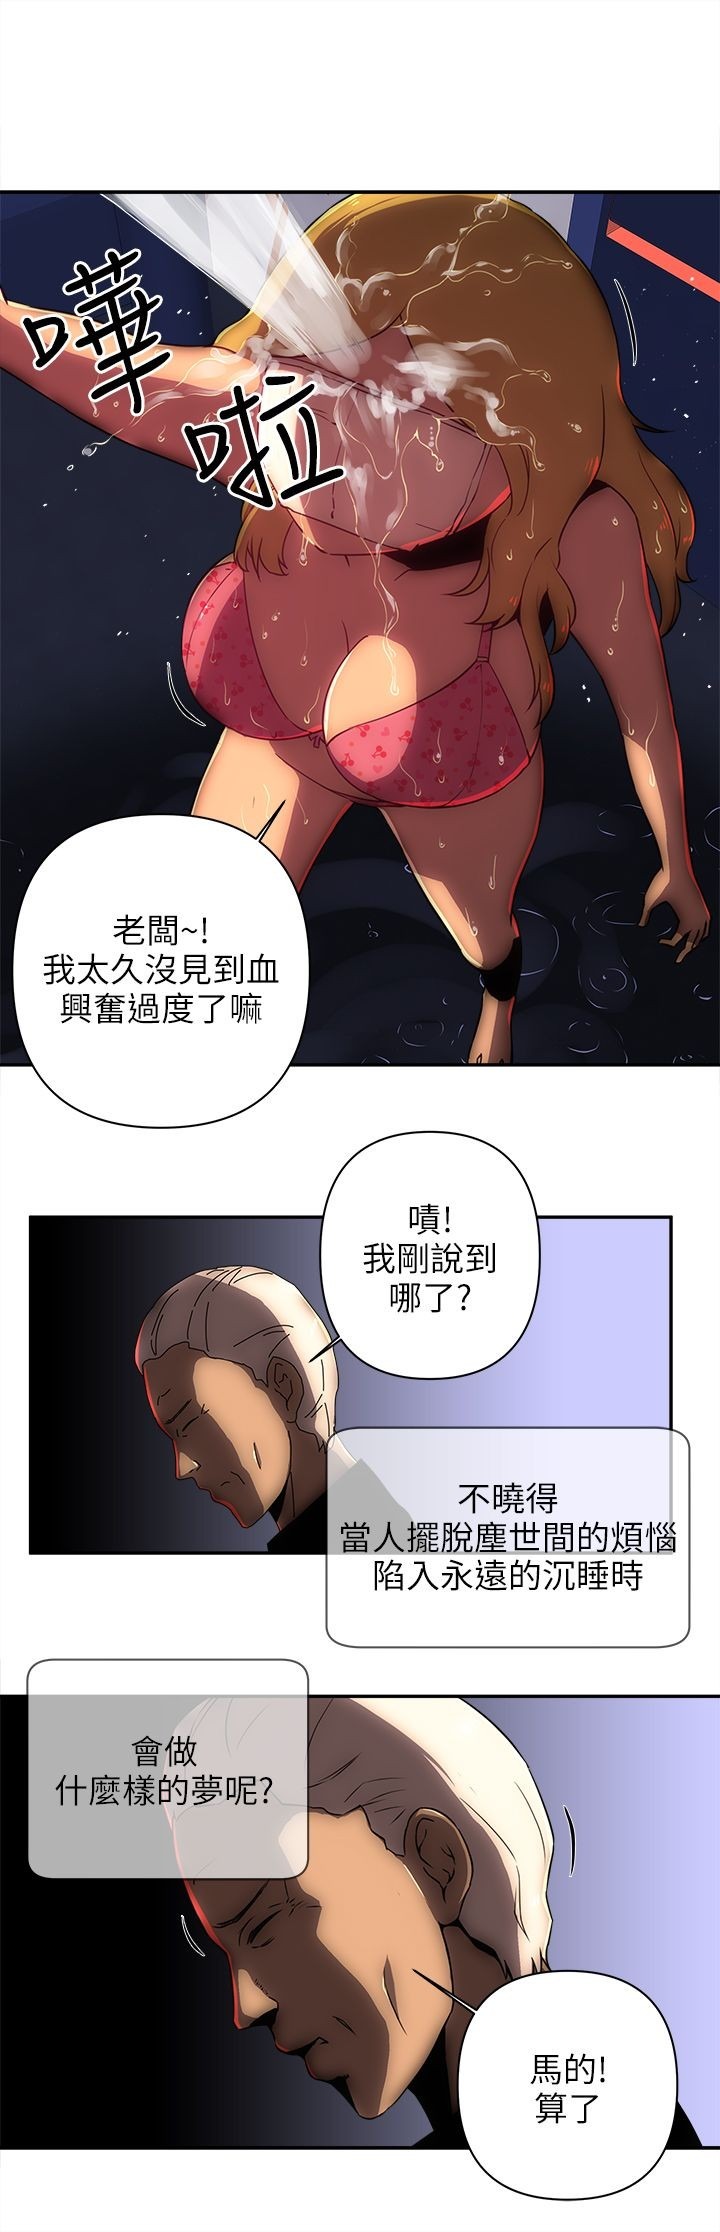 嘩
啦
老闆~!
我太久沒見到血
興奮過度了嘛
嘖!
我剛說到
哪了?
不曉得
當人擺脫塵世間的煩惱
陷入永遠的沉睡時
會做
什麼樣的夢呢?
馬的!
算了